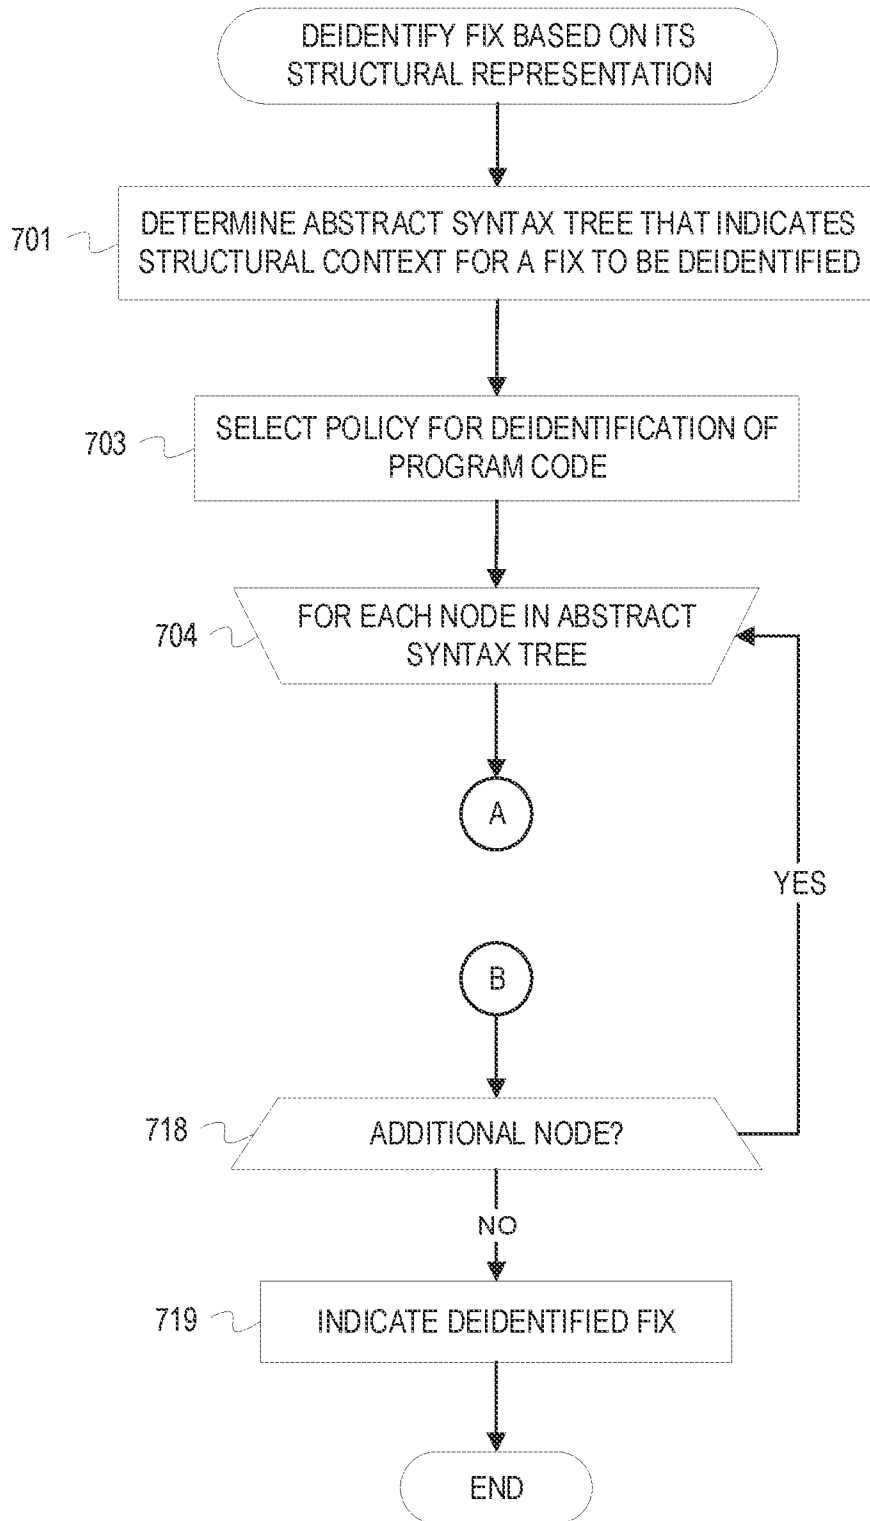 DEIDENTIFY FIX BASED ON ITS
STRUCTURAL REPRESENTATION
701
DETERMINE ABSTRACT SYNTAX TREE THAT INDICATES
STRUCTURAL CONTEXT FOR A FIX TO BE DEIDENTIFIED
703
SELECT POLICY FOR DEIDENTIFICATION OF
PROGRAM CODE
704
FOR EACH NODE IN ABSTRACT
SYNTAX TREE
A
YES
B
718
ADDITIONAL NODE?
NO
719
INDICATE DEIDENTIFIED FIX
END